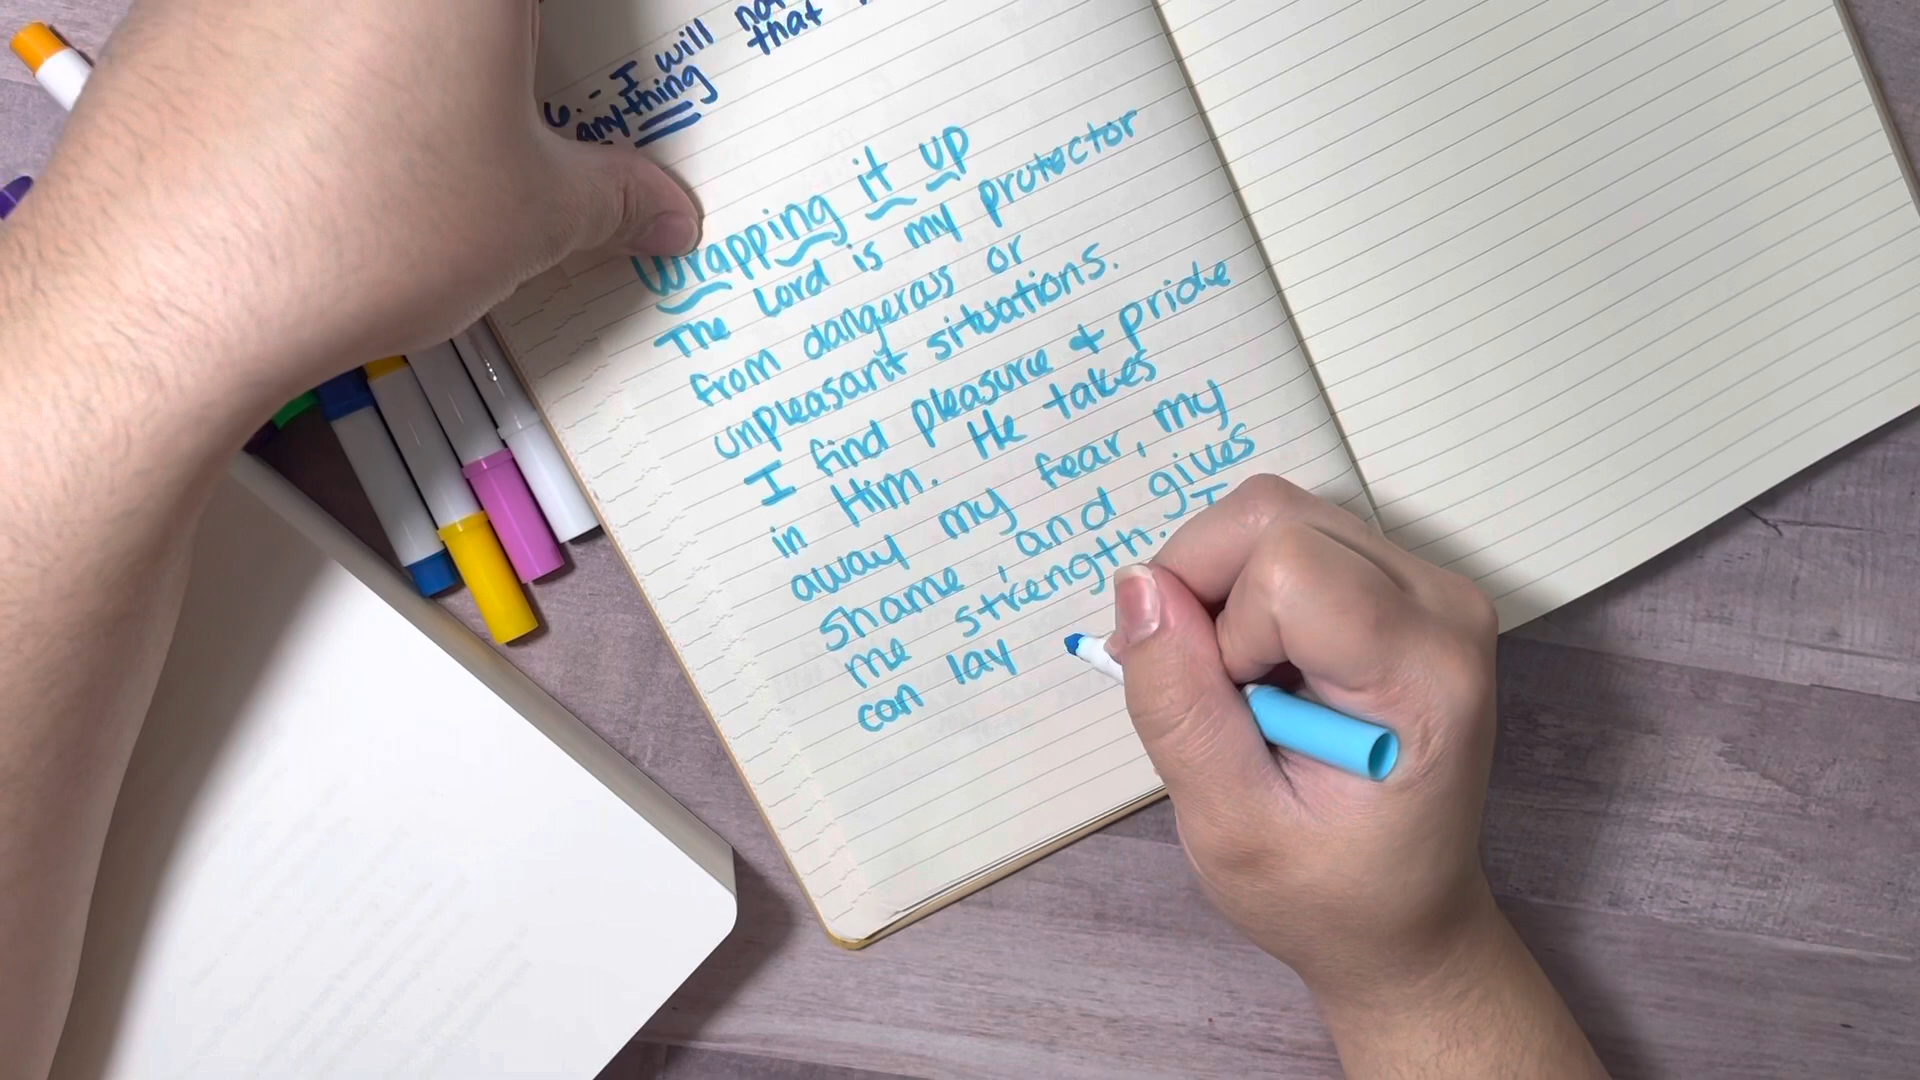 6. - I will not
anything that
Wrapping it up
The Lord is my protector
from dangerous or
unpleasant situations.
I find pleasure & pride
in Him. He takes
away my fear, my
shame, and gives
me strength. I
can lay